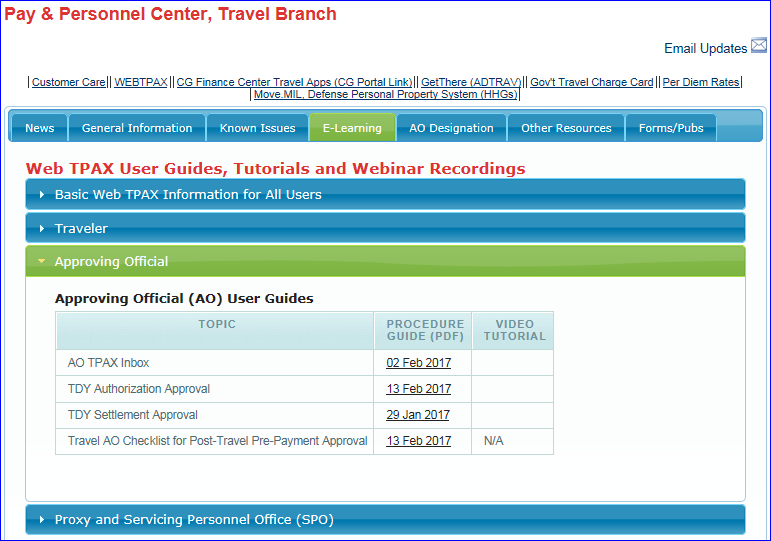 Pay & Personnel Center, Travel Branch
Email Updates
| Customer Care || WEBTPAX || CG Finance Center Travel Apps (CG Portal Link) || GetThere (ADTRAV) || Gov't Travel Charge Card || Per Diem Rates |
| Move.MIL, Defense Personal Property System (HHGs) |
News General Information Known Issues E-Learning AO Designation Other Resources Forms/Pubs
Web TPAX User Guides, Tutorials and Webinar Recordings
Basic Web TPAX Information for All Users
Traveler
Approving Official
Approving Official (AO) User Guides
TOPIC PROCEDURE GUIDE (PDF) VIDEO TUTORIAL
AO TPAX Inbox 02 Feb 2017
TDY Authorization Approval 13 Feb 2017
TDY Settlement Approval 29 Jan 2017
Travel AO Checklist for Post-Travel Pre-Payment Approval 13 Feb 2017 N/A
Proxy and Servicing Personnel Office (SPO)